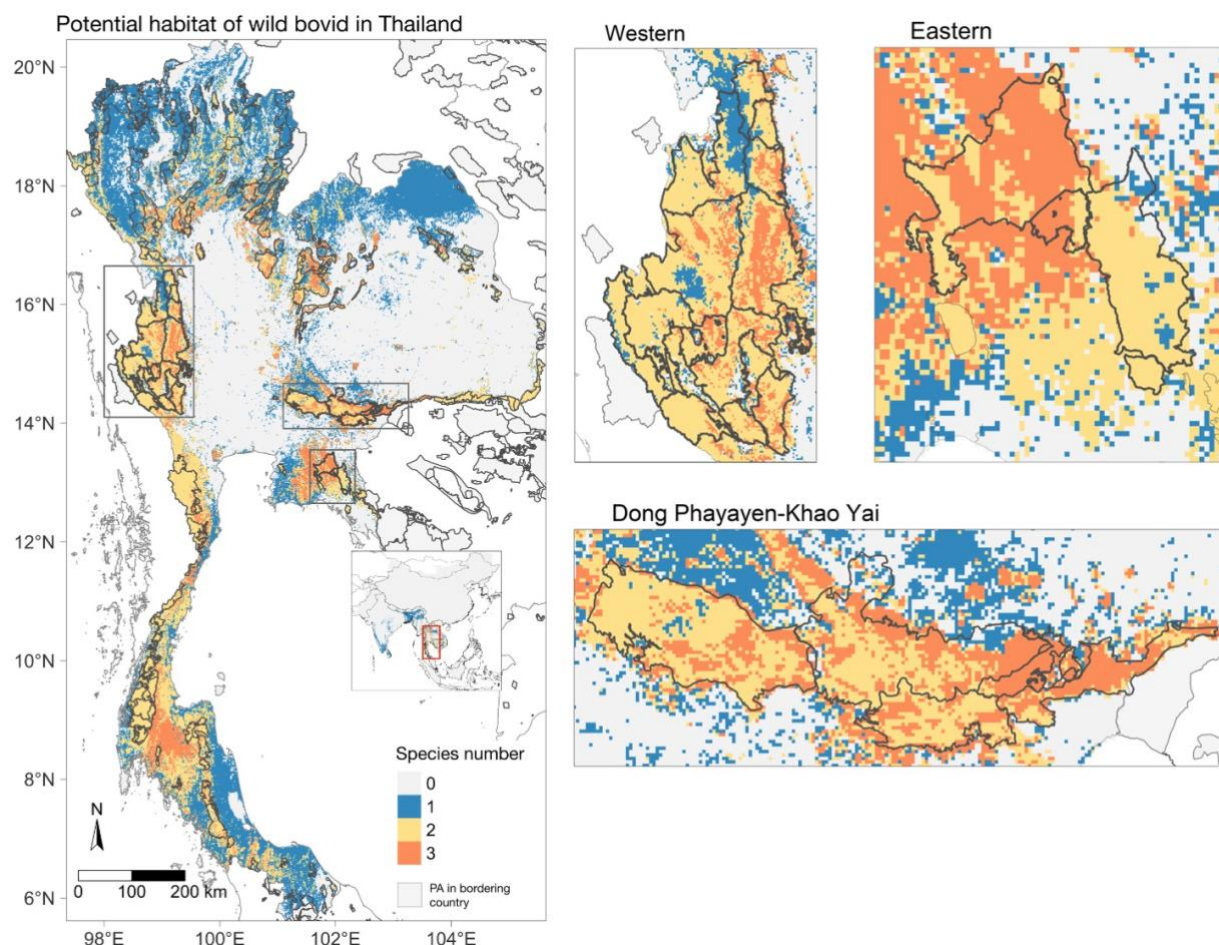 Potential habitat of wild bovid in Thailand
Western
Eastern
20°N
18°N
16°N
14°N
12°N
10°N
8°N
6°N
98°E
100°E
102°E
104°E
N
0
100
200 km
Species number
0
1
2
3
PA in bordering
country
Dong Phayayen-Khao Yai